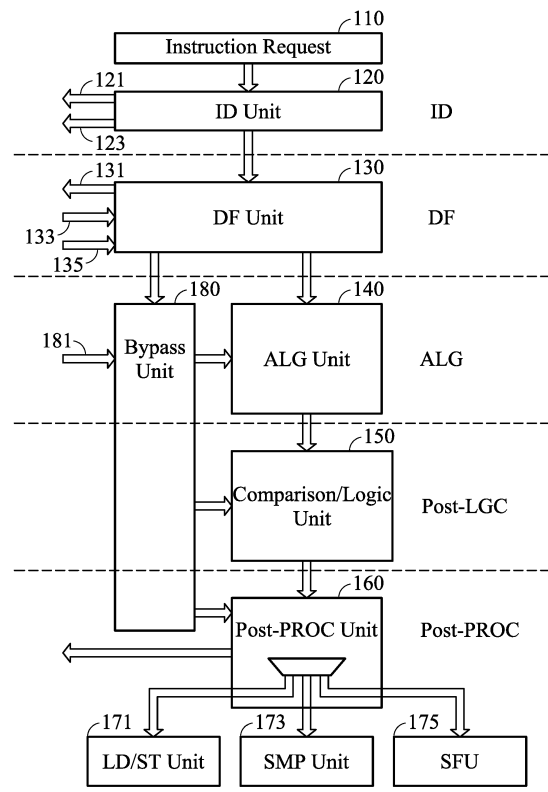 110
Instruction Request
121
120
ID Unit
ID
123
131
130
DF Unit
DF
133
135
180
140
181
Bypass
Unit
ALG Unit
ALG
150
Comparison/Logic
Unit
Post-LGC
160
Post-PROC Unit
Post-PROC
171
173
175
LD/ST Unit
SMP Unit
SFU